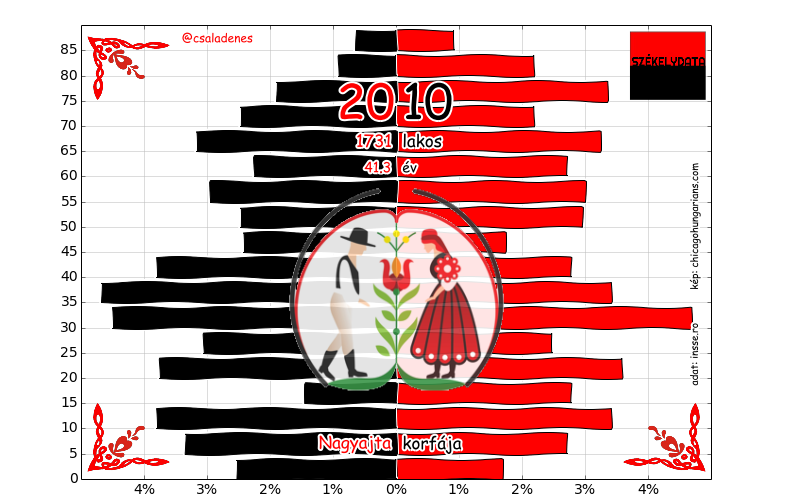 @csaladenes
SZÉKELYDATA
2010
1731 lakos
41,3 év
kép: chicagohungarians.com
adat: insse.ro
Nagyajta korfája
85
80
75
70
65
60
55
50
45
40
35
30
25
20
15
10
5
0
4% 3% 2% 1% 0% 1% 2% 3% 4%